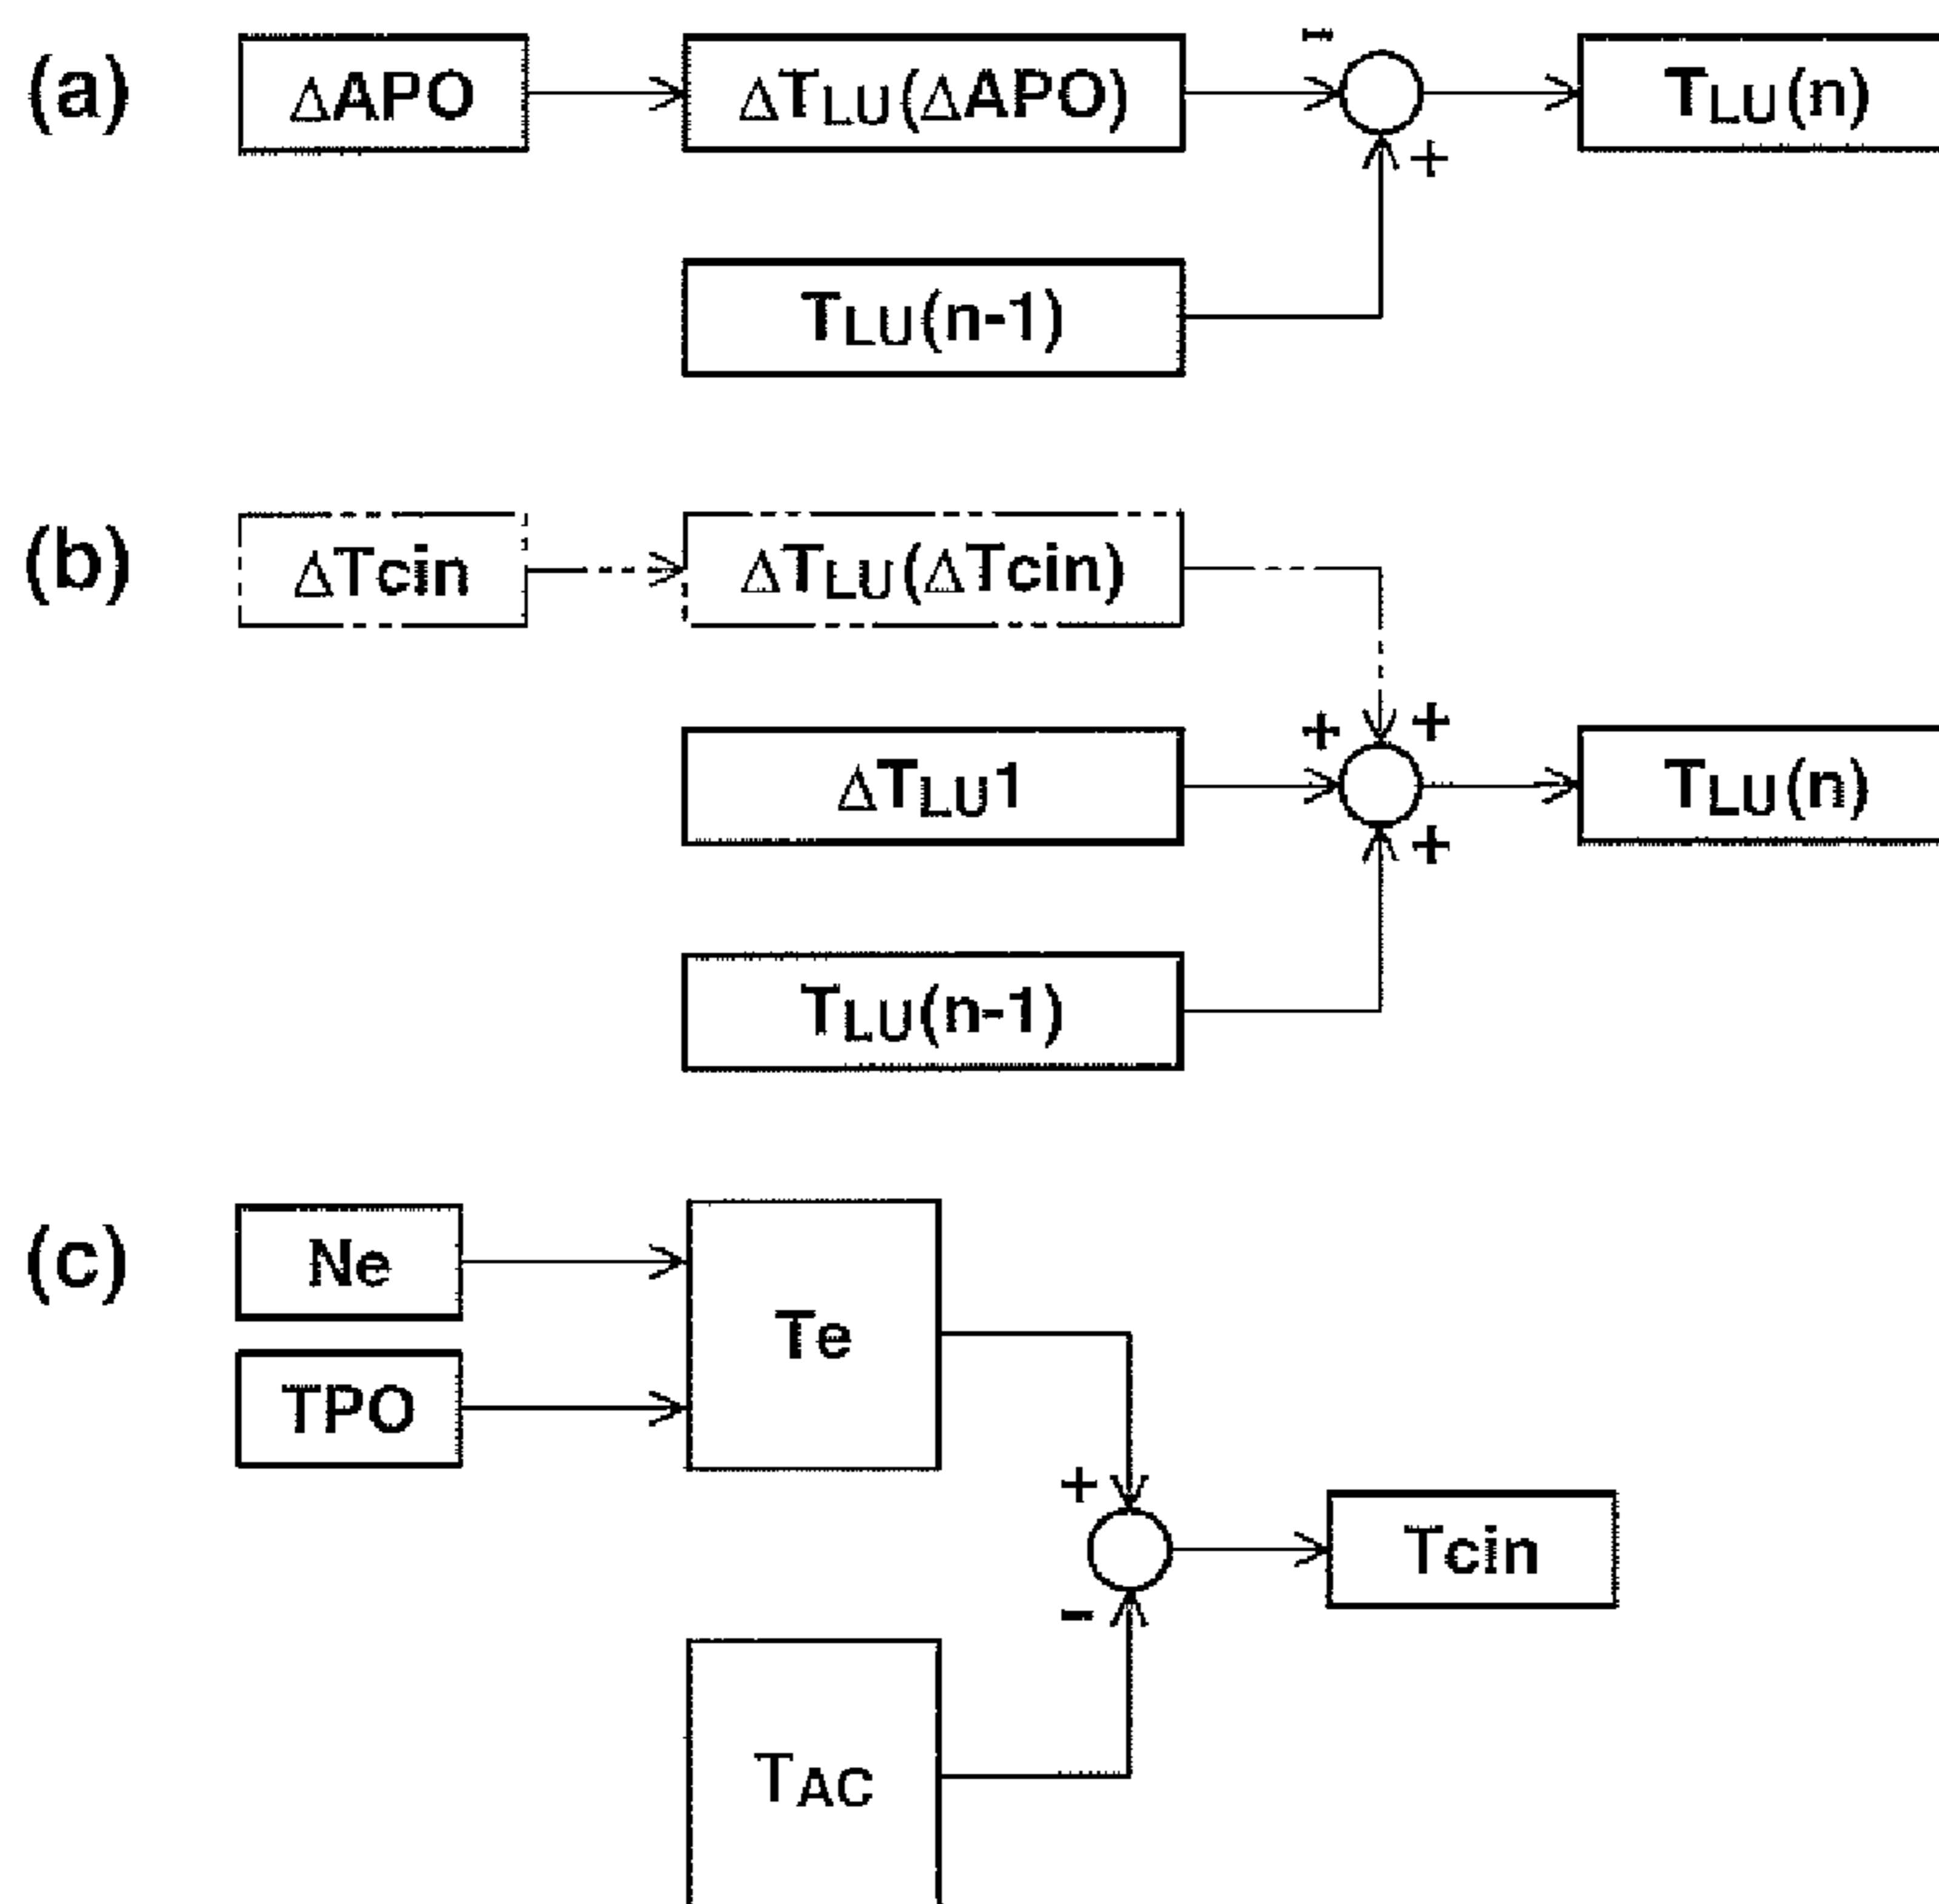 (a)
ΔAPO
ΔTLU(ΔAPO)
-
+
TLU(n)
TLU(n-1)
(b)
ΔTcin
ΔTLU(ΔTcin)
+
+
ΔTLU1
+
TLU(n)
TLU(n-1)
(c)
Ne
Te
TPO
+
-
Tcin
TAC